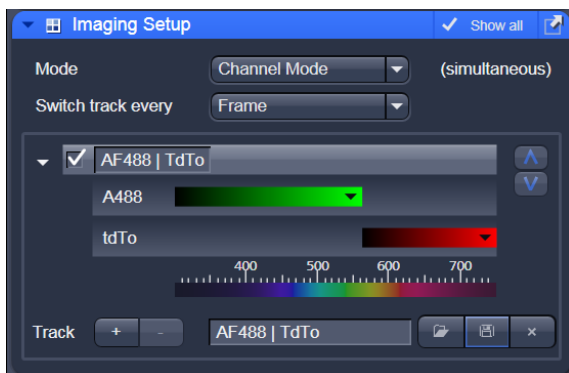 Imaging Setup Show all
Mode Channel Mode (simultaneous)
Switch track every Frame
AF488 | TdTo
A488
tdTo
400 500 600 700
Track + - AF488 | TdTo ×